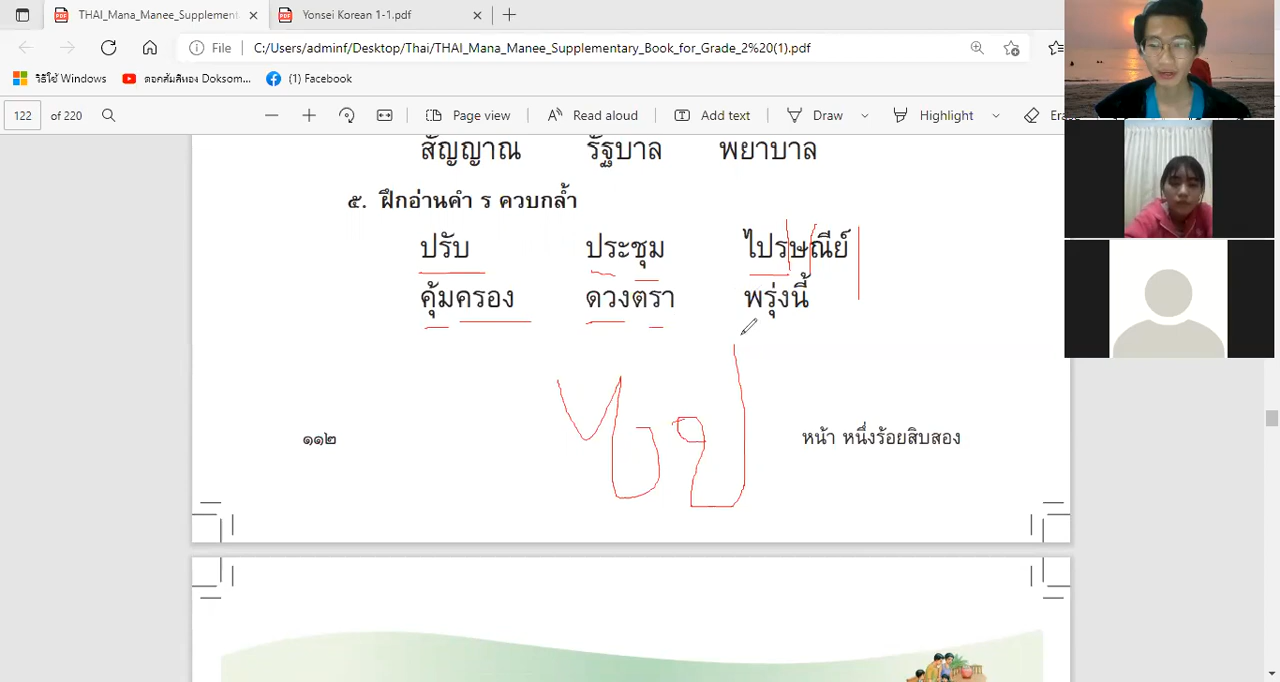 THAI_Mana_Manee_Supplementa
Yonsei Korean 1-1.pdf
File
C:/Users/adminf/Desktop/Thai/THAI_Mana_Manee_Supplementary_Book_for_Grade_2%20(1).pdf
วิธีใช้ Windows
ดอกส้มสีทอง Doksom...
(1) Facebook
122 of 220
Page view
Read aloud
Add text
Draw
Highlight
Era
สัญญาณ รัฐบาล พยาบาล
๕. ฝึกอ่านคำ ร ควบกล้ำ
ปรับ ประชุม ไปรษณีย์
คุ้มครอง ดวงตรา พรุ่งนี้
๑๑๒
หน้า หนึ่งร้อยสิบสอง